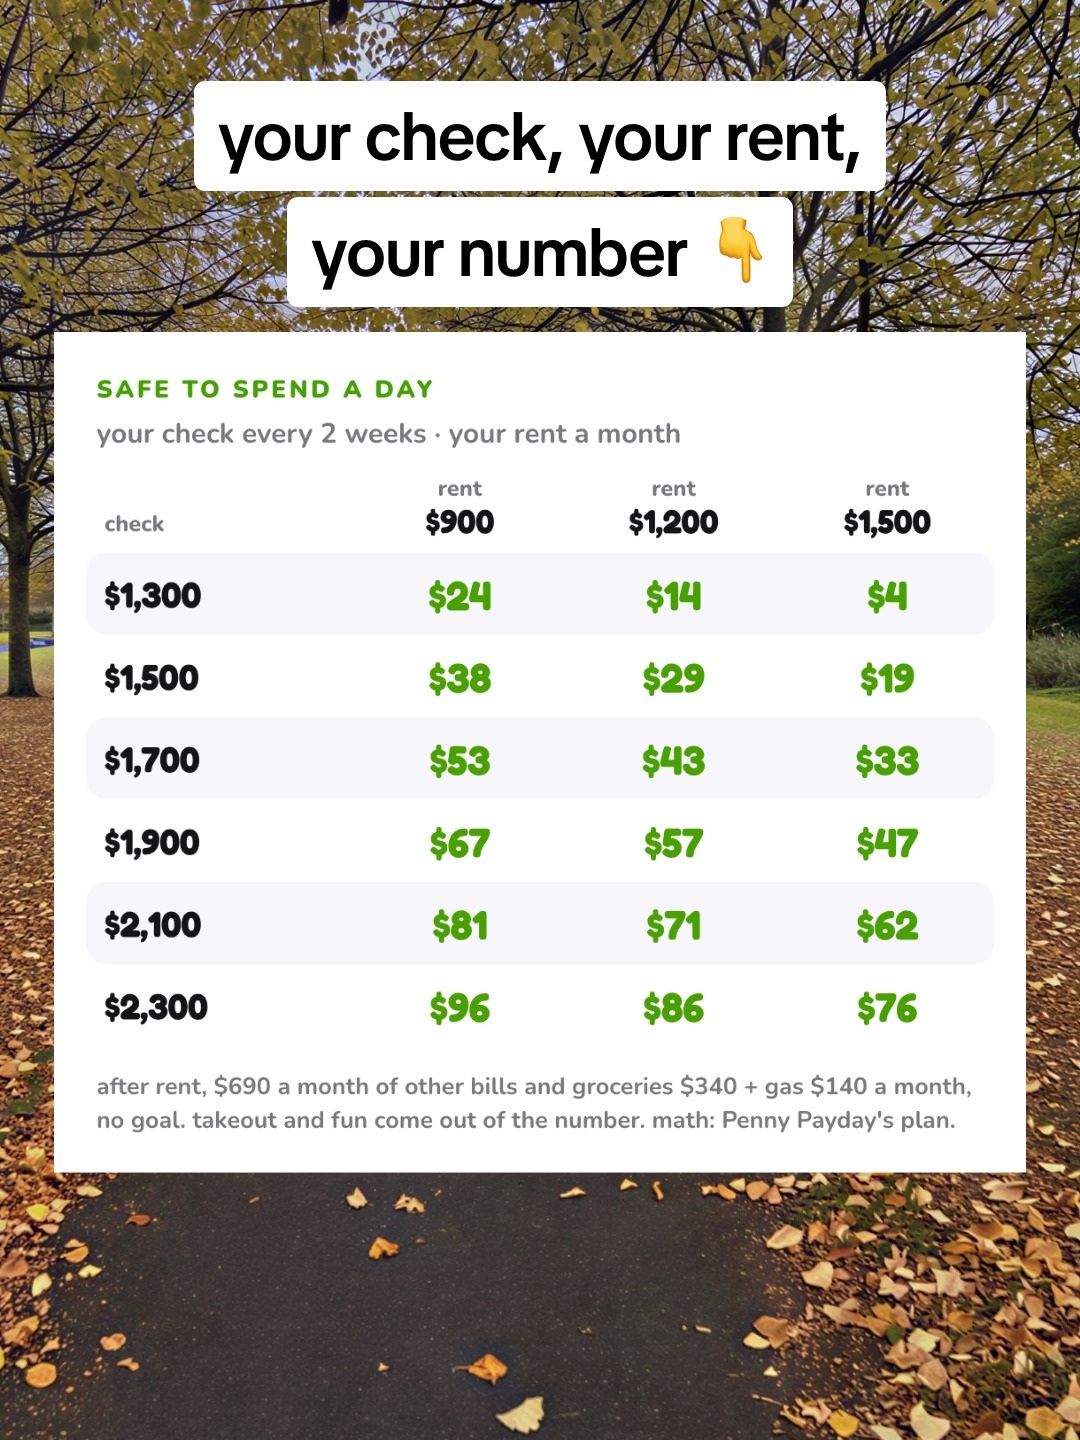 your check, your rent,
your number 👇
SAFE TO SPEND A DAY
your check every 2 weeks · your rent a month
check rent $900 rent $1,200 rent $1,500
$1,300 $24 $14 $4
$1,500 $38 $29 $19
$1,700 $53 $43 $33
$1,900 $67 $57 $47
$2,100 $81 $71 $62
$2,300 $96 $86 $76
after rent, $690 a month of other bills and groceries $340 + gas $140 a month,
no goal. takeout and fun come out of the number. math: Penny Payday's plan.